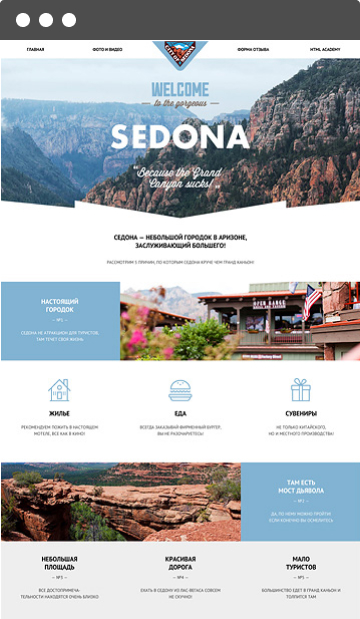 ГЛАВНАЯ
ФОТО И ВИДЕО
ФОРМА ОТЗЫВА
HTML ACADEMY
WELCOME
to the gorgeous
SEDONA
"Because the Grand
Canyon sucks!"
СЕДОНА — НЕБОЛЬШОЙ ГОРОДОК В АРИЗОНЕ,
ЗАСЛУЖИВАЮЩИЙ БОЛЬШЕГО!
РАССМОТРИМ 5 ПРИЧИН, ПО КОТОРЫМ СЕДОНА КРУЧЕ ЧЕМ ГРАНД КАНЬОН!
НАСТОЯЩИЙ
ГОРОДОК
— №1 —
СЕДОНА НЕ АТТРАКЦИОН ДЛЯ ТУРИСТОВ,
ТАМ ТЕЧЕТ СВОЯ ЖИЗНЬ
OPEN RANGE
ЖИЛЬЕ
РЕКОМЕНДУЕМ ПОЖИТЬ В НАСТОЯЩЕМ
МОТЕЛЕ, ВСЕ КАК В КИНО!
ЕДА
ВСЕГДА ЗАКАЗЫВАЙ ФИРМЕННЫЙ БУРГЕР,
ВЫ НЕ РАЗОЧАРУЕТЕСЬ!
СУВЕНИРЫ
НЕ ТОЛЬКО КИТАЙСКОГО,
НО И МЕСТНОГО ПРОИЗВОДСТВА!
ТАМ ЕСТЬ
МОСТ ДЬЯВОЛА
— №2 —
ДА, ПО НЕМУ МОЖНО ПРОЙТИ!
ЕСЛИ КОНЕЧНО ВЫ ОСМЕЛИТЕСЬ
НЕБОЛЬШАЯ
ПЛОЩАДЬ
— №3 —
ВСЕ ДОСТОПРИМЕЧА-
ТЕЛЬНОСТИ НАХОДЯТСЯ ОЧЕНЬ БЛИЗКО.
КРАСИВАЯ
ДОРОГА
— №4 —
ЕХАТЬ В СЕДОНУ ИЗ ЛАС ВЕГАСА СОВСЕМ
НЕ СКУЧНО!
МАЛО
ТУРИСТОВ
— №5 —
БОЛЬШИНСТВО ЕДЕТ В ГРАНД КАНЬОН И
ТОЛПИТСЯ ТАМ